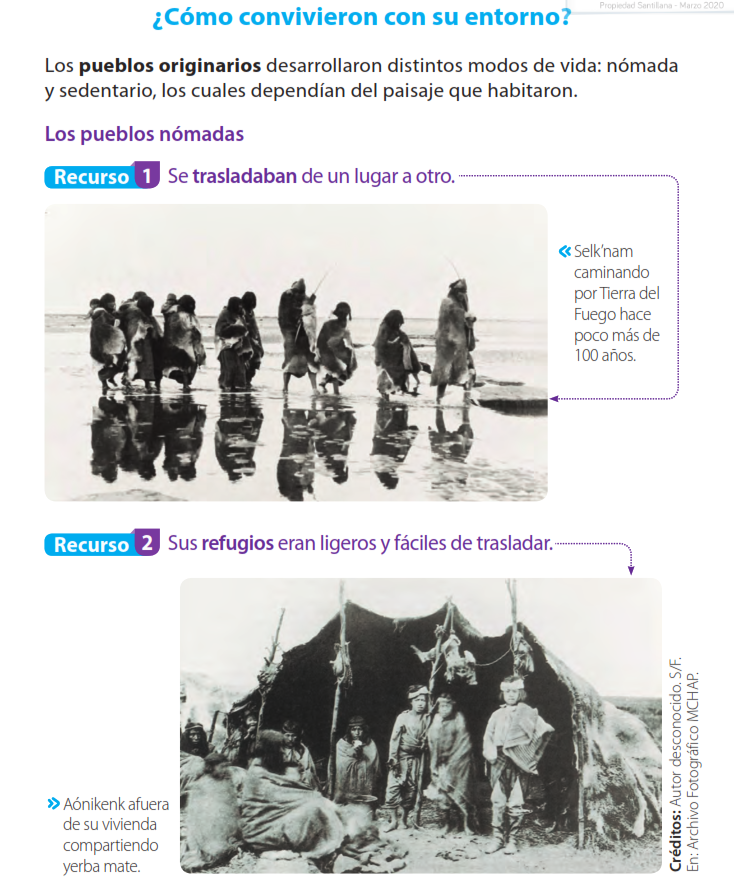 Propiedad Santillana - Marzo 2020
¿Cómo convivieron con su entorno?
Los pueblos originarios desarrollaron distintos modos de vida: nómada
y sedentario, los cuales dependían del paisaje que habitaron.
Los pueblos nómadas
Recurso 1 Se trasladaban de un lugar a otro.
« Selk’nam
caminando
por Tierra del
Fuego hace
poco más de
100 años.
Recurso 2 Sus refugios eran ligeros y fáciles de trasladar.
» Aónikenk afuera
de su vivienda
compartiendo
yerba mate.
Créditos: Autor desconocido. S/F.
En: Archivo Fotográfico MCHAP.